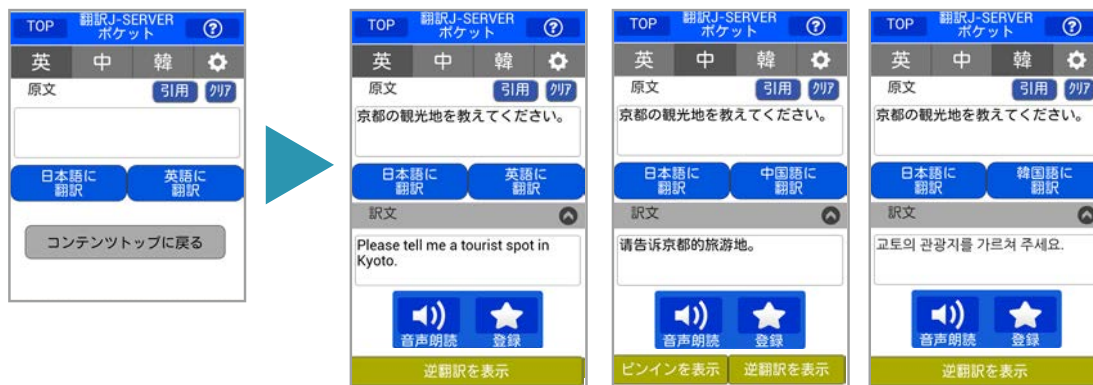 TOP
翻訳J-SERVER
ポケット
?
英 中 韓
原文 引用 クリア
日本語に
翻訳
英語に
翻訳
コンテンツトップに戻る
TOP
翻訳J-SERVER
ポケット
?
英 中 韓
原文 引用 クリア
京都の観光地を教えてください。
日本語に
翻訳
英語に
翻訳
訳文
Please tell me a tourist spot in
Kyoto.
音声朗読 登録
逆翻訳を表示
TOP
翻訳J-SERVER
ポケット
?
英 中 韓
原文 引用 クリア
京都の観光地を教えてください。
日本語に
翻訳
中国語に
翻訳
訳文
请告诉京都的旅游地。
音声朗読 登録
ピンインを表示 逆翻訳を表示
TOP
翻訳J-SERVER
ポケット
?
英 中 韓
原文 引用 クリア
京都の観光地を教えてください。
日本語に
翻訳
韓国語に
翻訳
訳文
교토의 관광지를 가르쳐 주세요.
音声朗読 登録
逆翻訳を表示